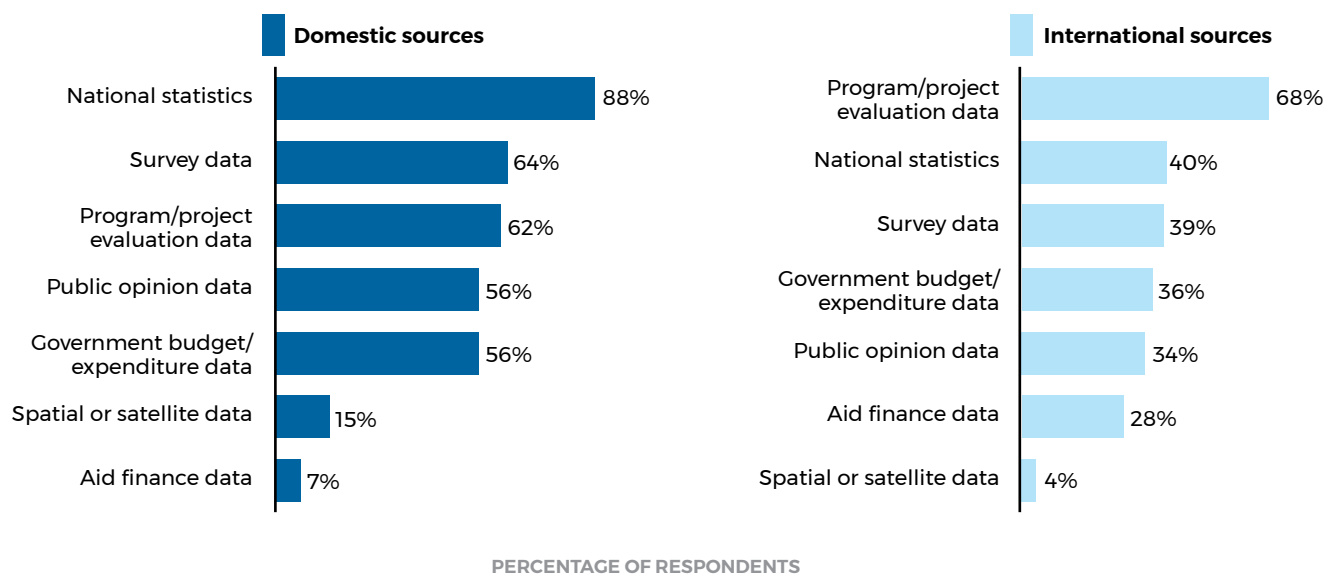 Domestic sources
National statistics
88%
Survey data
64%
Program/project
evaluation data
62%
Public opinion data
56%
Government budget/
expenditure data
56%
Spatial or satellite data
15%
Aid finance data
7%
International sources
Program/project
evaluation data
68%
National statistics
40%
Survey data
39%
Government budget/
expenditure data
36%
Public opinion data
34%
Aid finance data
28%
Spatial or satellite data
4%
PERCENTAGE OF RESPONDENTS